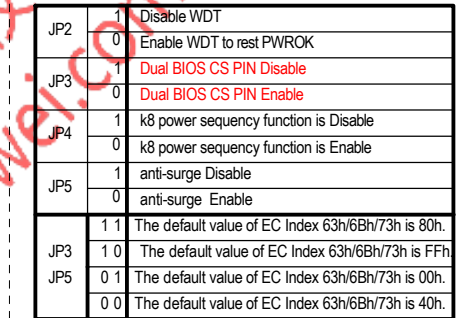 JP2 1 Disable WDT
0 Enable WDT to rest PWROK
JP3 1 Dual BIOS CS PIN Disable
0 Dual BIOS CS PIN Enable
JP4 1 k8 power sequency function is Disable
0 k8 power sequency function is Enable
JP5 1 anti-surge Disable
0 anti-surge Enable
JP3 JP5 1 1 The default value of EC Index 63h/6Bh/73h is 80h.
1 0 The default value of EC Index 63h/6Bh/73h is FFh.
0 1 The default value of EC Index 63h/6Bh/73h is 00h.
0 0 The default value of EC Index 63h/6Bh/73h is 40h.
wei.com